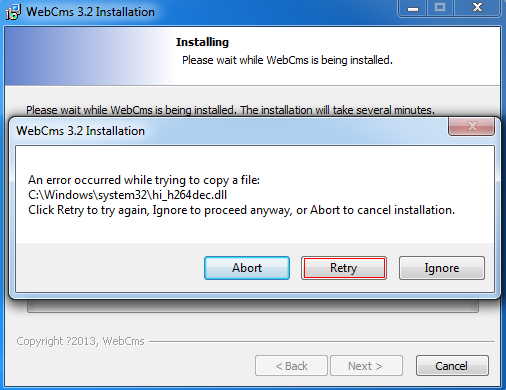 WebCms 3.2 Installation
Installing
Please wait while WebCms is being installed.
Please wait while WebCms is being installed. The installation will take several minutes.
WebCms 3.2 Installation
An error occurred while trying to copy a file:
C:\Windows\system32\hi_h264dec.dll
Click Retry to try again, Ignore to proceed anyway, or Abort to cancel installation.
Abort Retry Ignore
Copyright ?2013, WebCms
< Back Next > Cancel